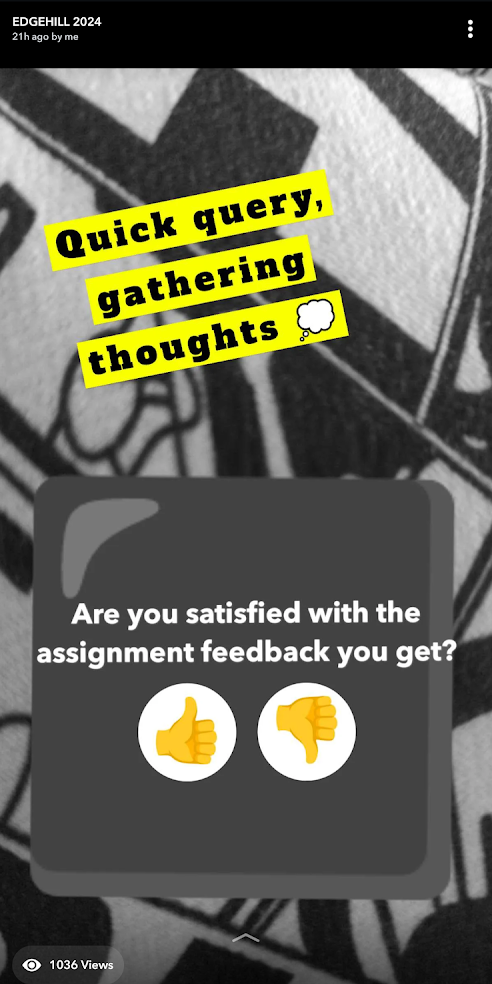 EDGEHILL 2024
21h ago by me
Quick query,
gathering
thoughts 💭
Are you satisfied with the
assignment feedback you get?
👍 👎
1036 Views